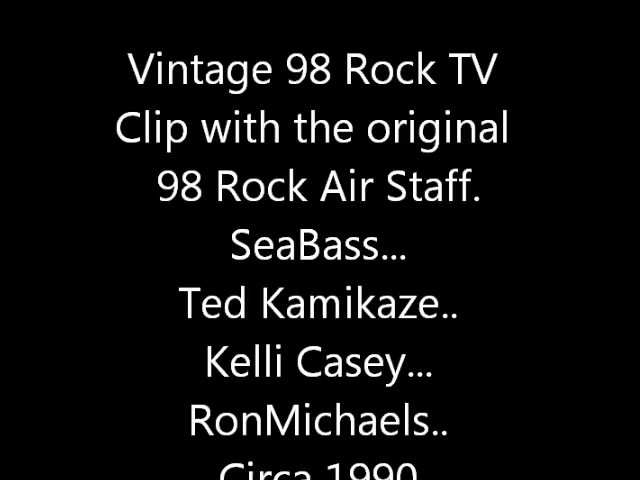 Vintage 98 Rock TV
Clip with the original
98 Rock Air Staff.
SeaBass...
Ted Kamikaze..
Kelli Casey...
RonMichaels..
Circa 1990